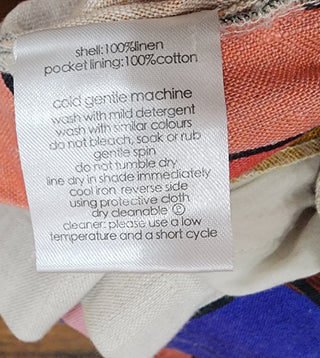 shell:100%linen
pocket lining:100%cotton
cold gentle machine
wash with mild detergent
wash with similar colours
do not bleach, soak or rub
gentle spin
do not tumble dry
line dry in shade immediately
cool iron reverse side
using protective cloth
dry cleanable Ⓟ
cleaner: please use a low
temperature and a short cycle